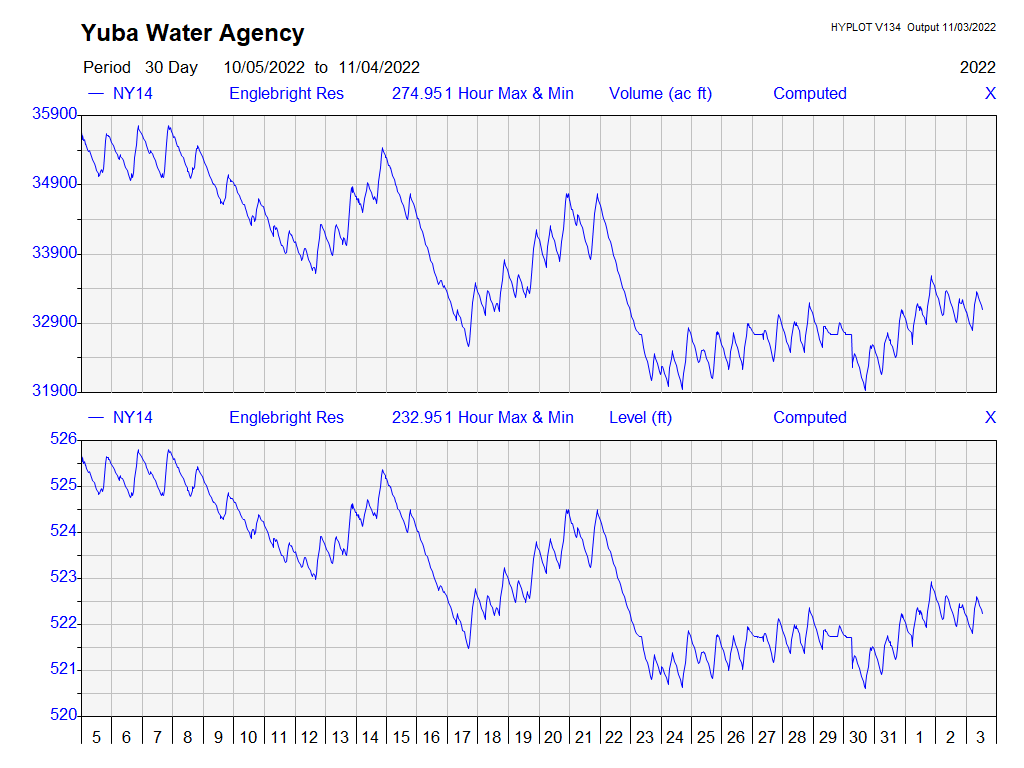 Yuba Water Agency
HYPLOT V134 Output 11/03/2022
Period 30 Day 10/05/2022 to 11/04/2022 2022
NY14 Englebright Res 274.951 Hour Max & Min Volume (ac ft) Computed X
35900
34900
33900
32900
31900
NY14 Englebright Res 232.951 Hour Max & Min Level (ft) Computed X
526
525
524
523
522
521
520
5 6 7 8 9 10 11 12 13 14 15 16 17 18 19 20 21 22 23 24 25 26 27 28 29 30 31 1 2 3